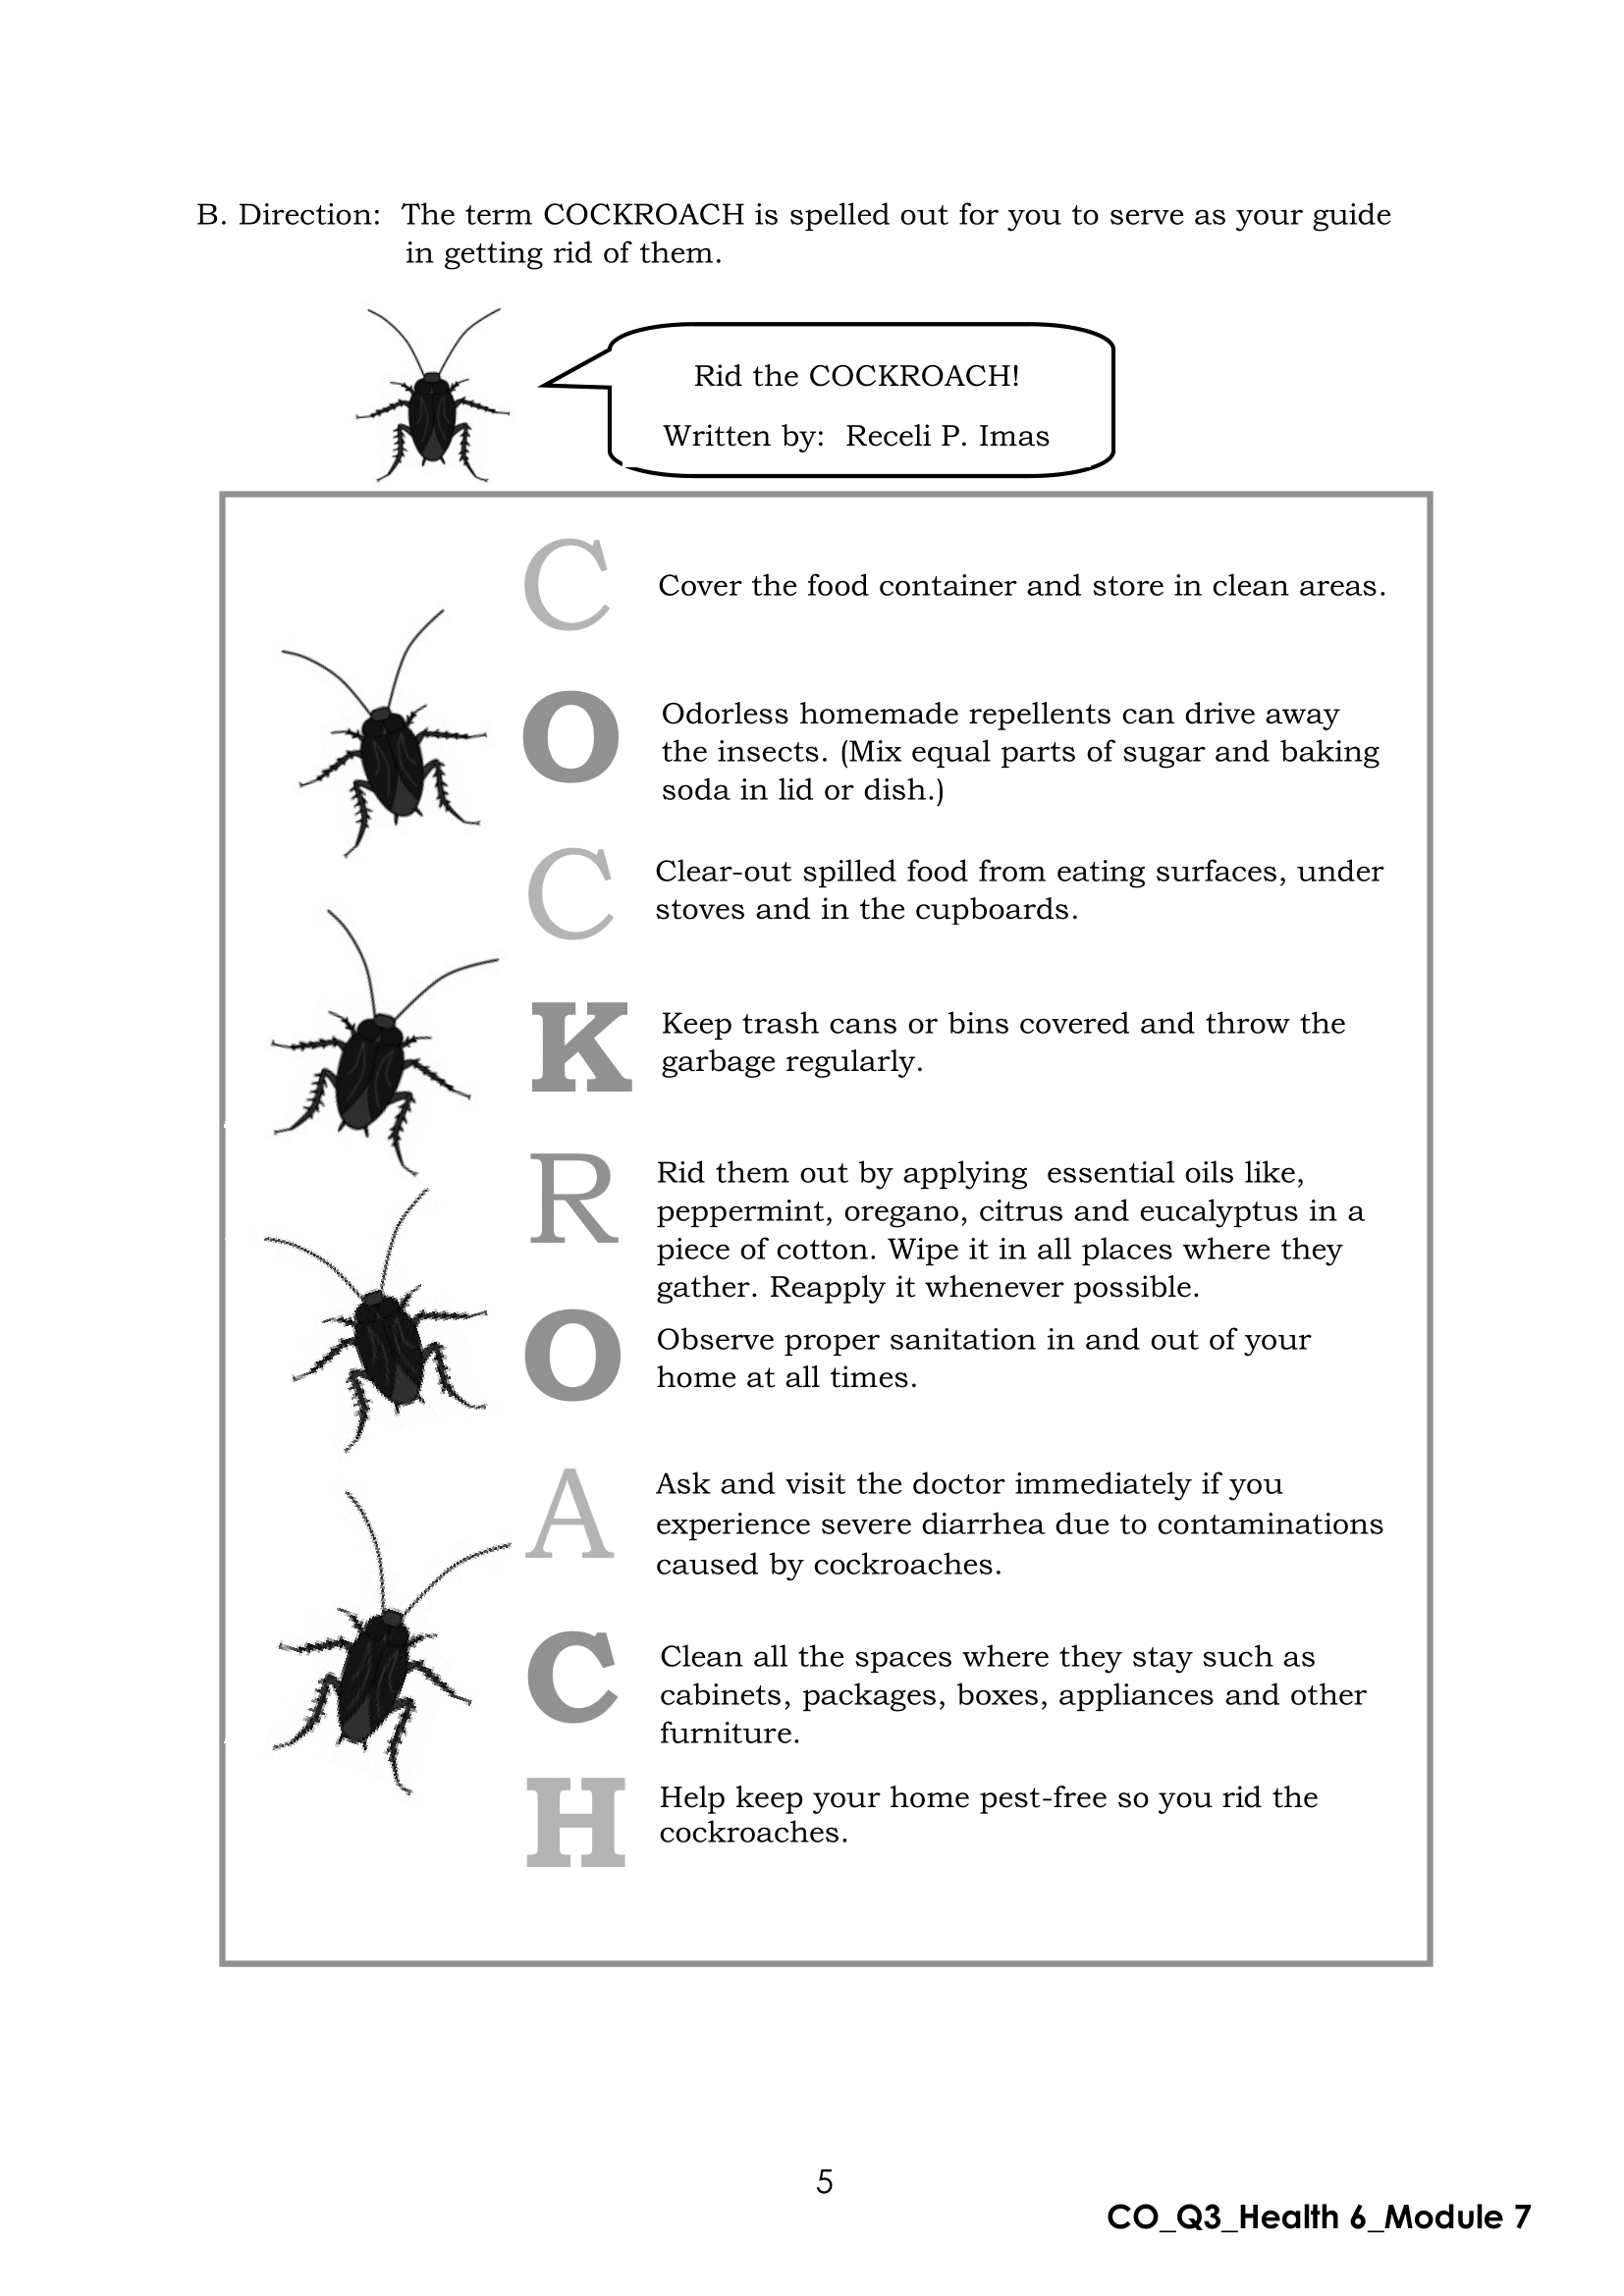 B. Direction: The term COCKROACH is spelled out for you to serve as your guide
in getting rid of them.
Rid the COCKROACH!
Written by: Receli P. Imas
C
Cover the food container and store in clean areas.
O
Odorless homemade repellents can drive away
the insects. (Mix equal parts of sugar and baking
soda in lid or dish.)
C
Clear-out spilled food from eating surfaces, under
stoves and in the cupboards.
K
Keep trash cans or bins covered and throw the
garbage regularly.
R
Rid them out by applying essential oils like,
peppermint, oregano, citrus and eucalyptus in a
piece of cotton. Wipe it in all places where they
gather. Reapply it whenever possible.
O
Observe proper sanitation in and out of your
home at all times.
A
Ask and visit the doctor immediately if you
experience severe diarrhea due to contaminations
caused by cockroaches.
C
Clean all the spaces where they stay such as
cabinets, packages, boxes, appliances and other
furniture.
H
Help keep your home pest-free so you rid the
cockroaches.
5
CO_Q3_Health 6_Module 7